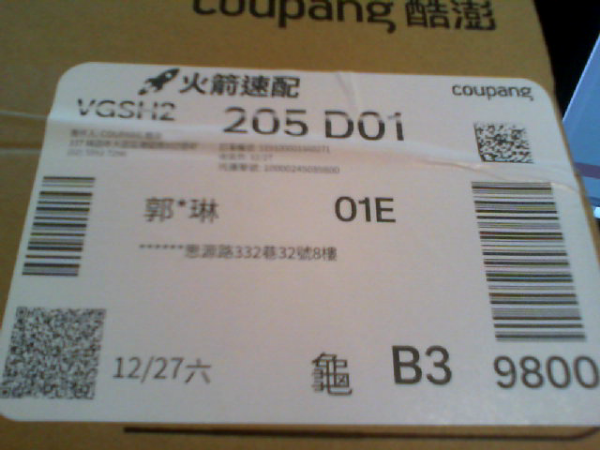 coupang 酷澎
火箭速配
coupang
VGSH2
205 D01
郭*琳
01E
******思源路332巷32號8樓
12/27六
龜
B3
9800